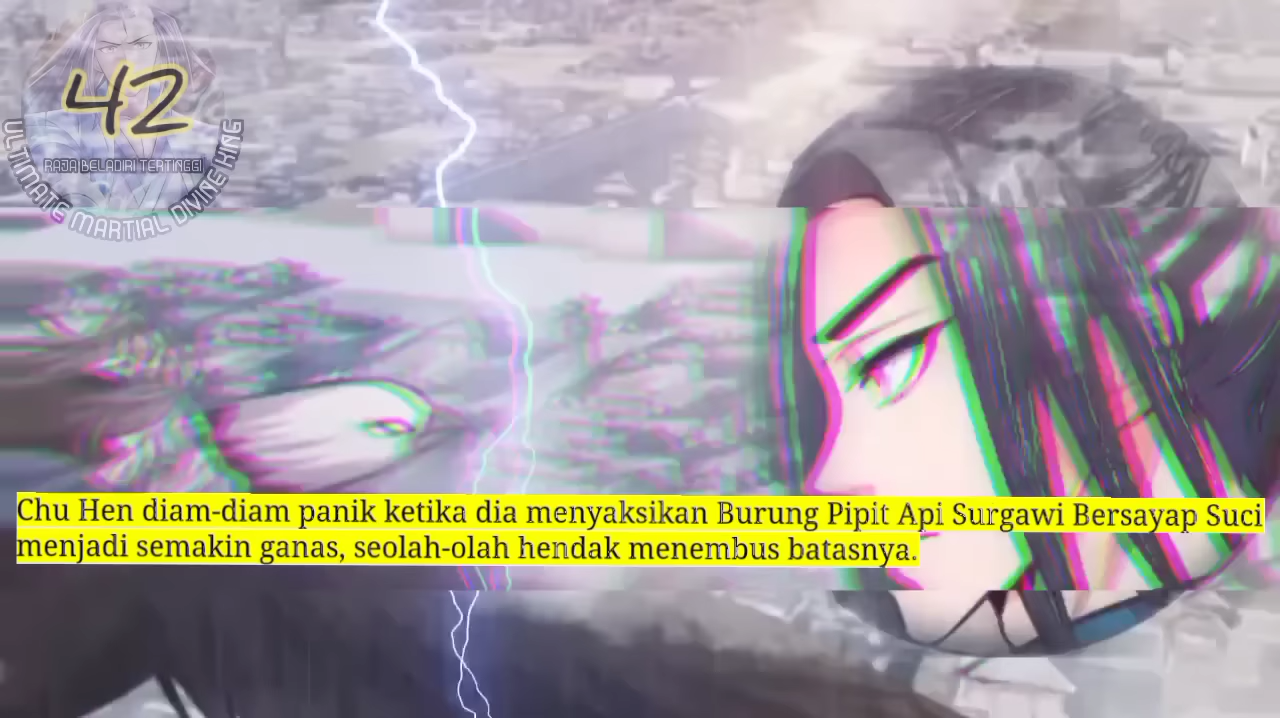 42
RAJA BELADIRI TERTINGGI
ULTIMATE MARTIAL DIVINE KING
Chu Hen diam-diam panik ketika dia menyaksikan Burung Pipit Api Surgawi Bersayap Suci
menjadi semakin ganas, seolah-olah hendak menembus batasnya.